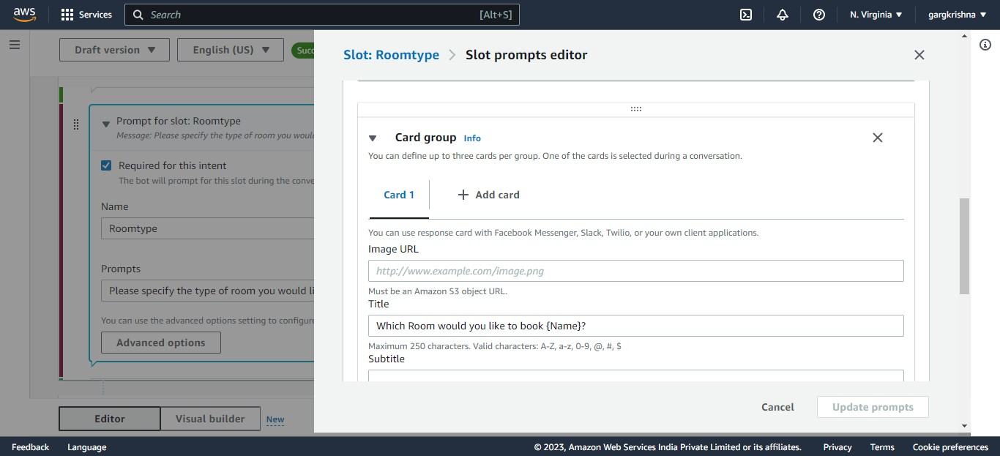 aws
Services
Search
[Alt+S]
N. Virginia
gargkrishna
Draft version
English (US)
Succ
Slot: Roomtype
Slot prompts editor
Prompt for slot: Roomtype
Message: Please specify the type of room you woul
Required for this intent
The bot will prompt for this slot during the conve
Name
Roomtype
Prompts
Please specify the type of room you would li
You can use the advanced options setting to configure
Advanced options
Card group Info
You can define up to three cards per group. One of the cards is selected during a conversation.
Card 1
Add card
You can use response card with Facebook Messenger, Slack, Twilio, or your own client applications.
Image URL
http://www.example.com/image.png
Must be an Amazon S3 object URL.
Title
Which Room would you like to book {Name}?
Maximum 250 characters. Valid characters: A-Z, a-z, 0-9, @, #, $
Subtitle
Cancel
Update prompts
Editor
Visual builder
New
Feedback
Language
© 2023, Amazon Web Services India Private Limited or its affiliates.
Privacy
Terms
Cookie preferences